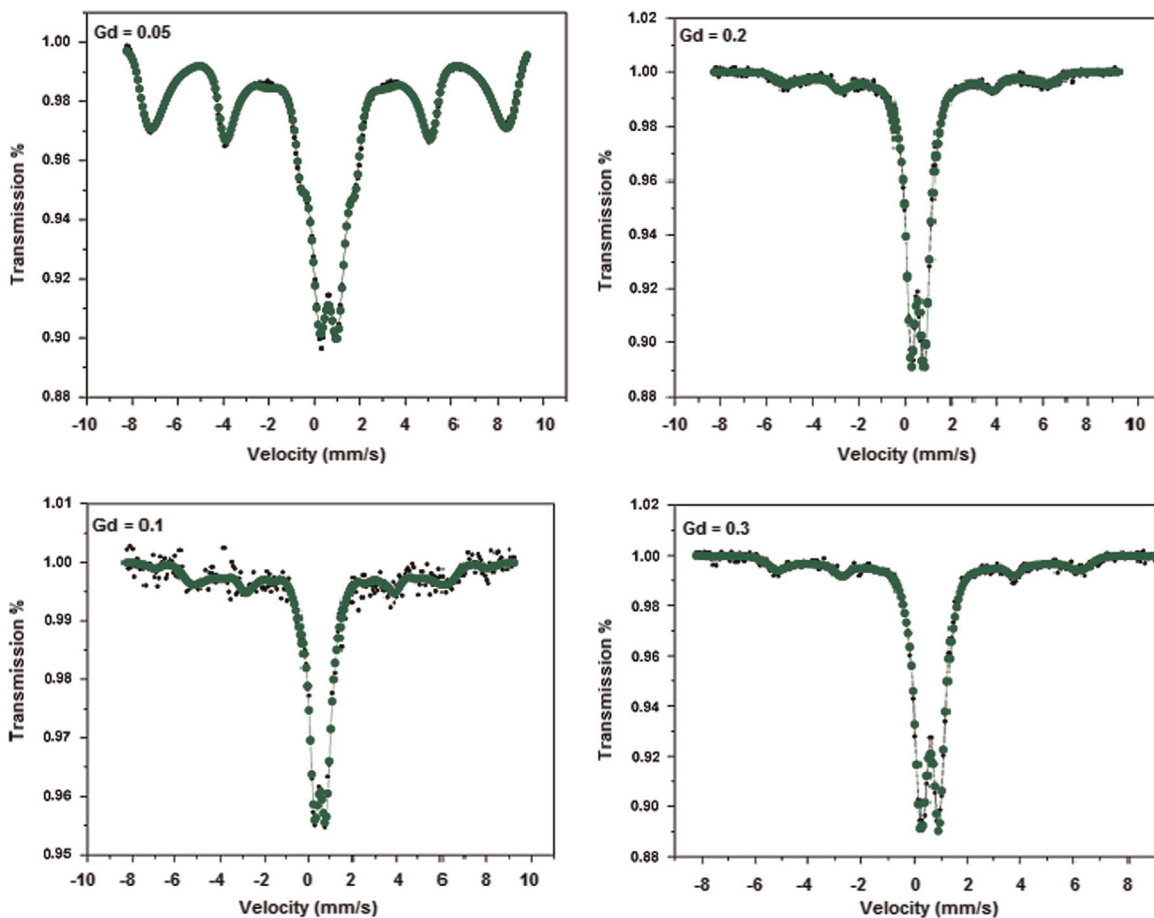 Gd = 0.05
1.00
0.98
0.96
0.94
0.92
0.90
0.88
Transmission %
-10 -8 -6 -4 -2 0 2 4 6 8 10
Velocity (mm/s)
Gd = 0.2
1.02
1.00
0.98
0.96
0.94
0.92
0.90
0.88
Transmission %
-10 -8 -6 -4 -2 0 2 4 6 8 10
Velocity (mm/s)
Gd = 0.1
1.01
1.00
0.99
0.98
0.97
0.96
0.95
Transmission %
-10 -8 -6 -4 -2 0 2 4 6 8 10
Velocity (mm/s)
Gd = 0.3
1.02
1.00
0.98
0.96
0.94
0.92
0.90
0.88
Transmission %
-8 -6 -4 -2 0 2 4 6 8
Velocity (mm/s)